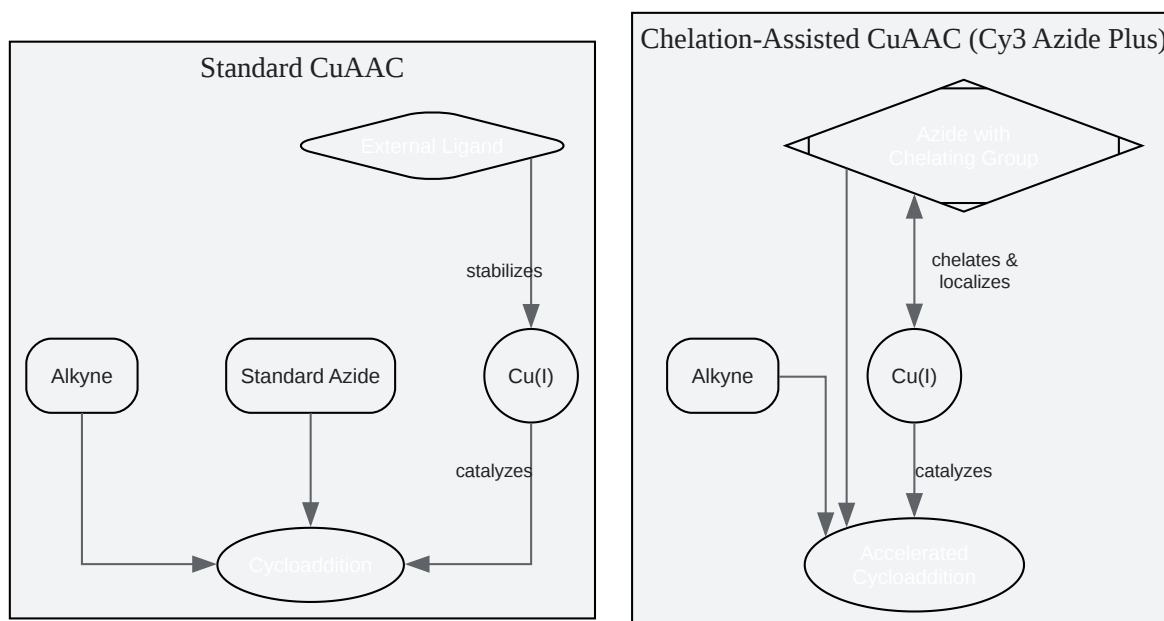 Standard CuAAC
External Ligand
stabilizes
Alkyne
Standard Azide
Cu(I)
catalyzes
Cycloaddition
Chelation-Assisted CuAAC (Cy3 Azide Plus)
Azide with
Chelating Group
chelates &
localizes
Alkyne
Cu(I)
catalyzes
Accelerated
Cycloaddition